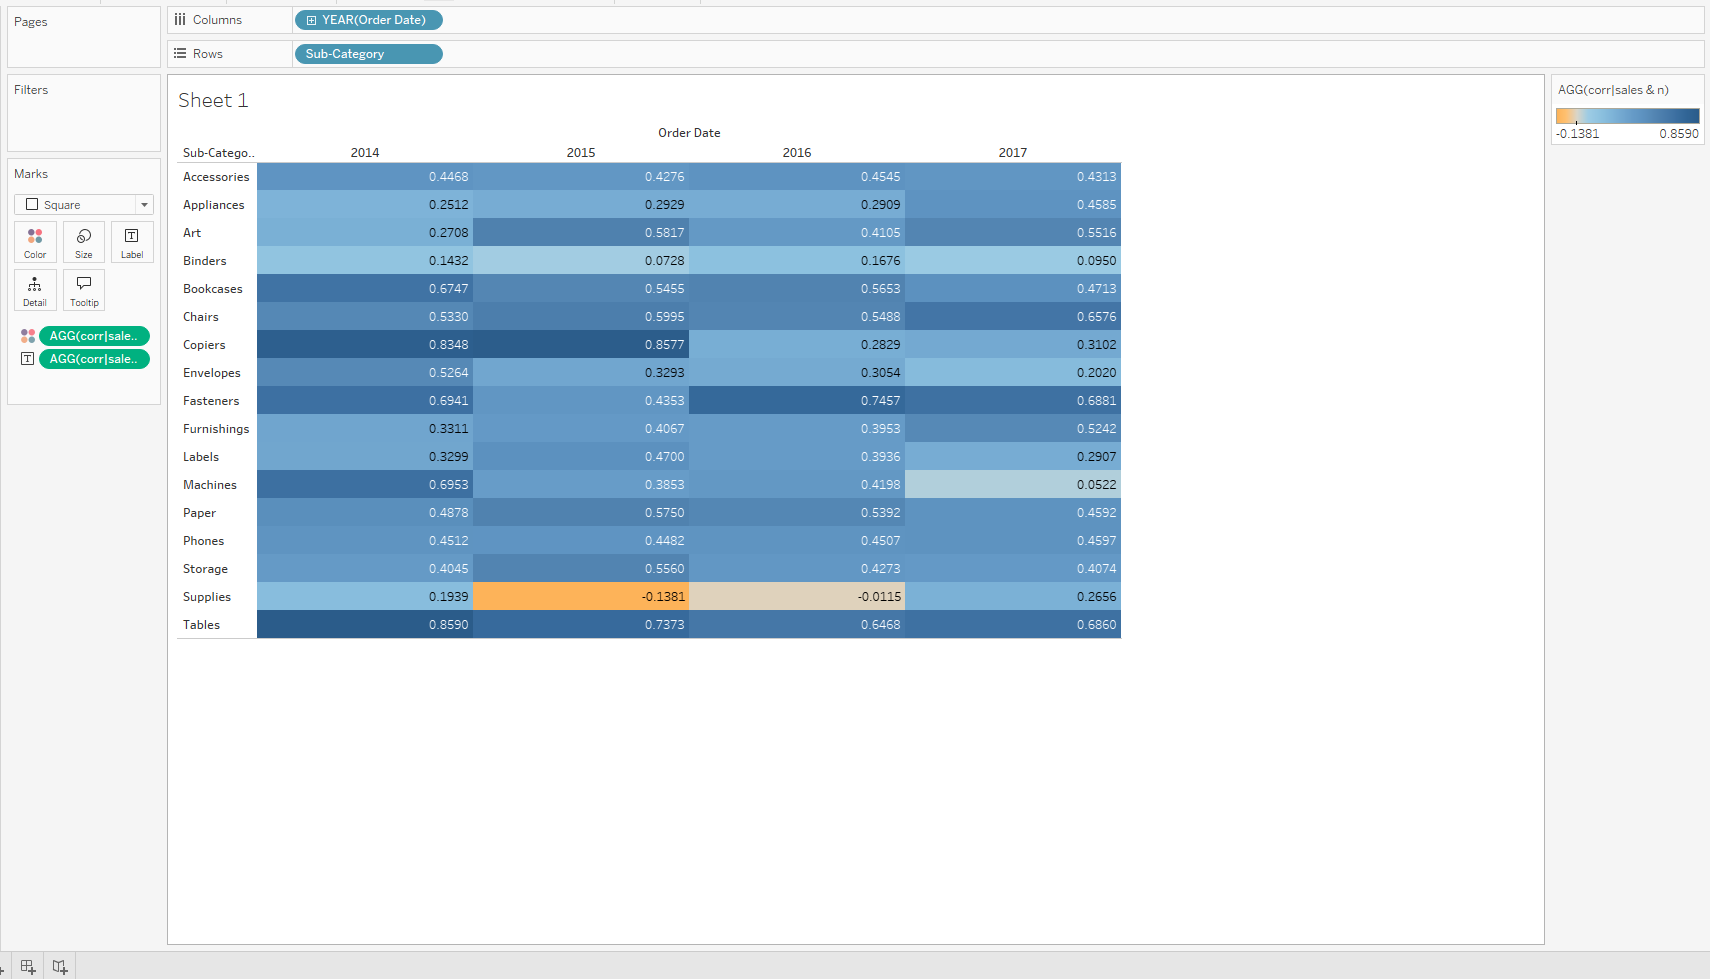 Pages
Columns
YEAR(Order Date)
Rows
Sub-Category
Filters
Marks
Square
Color
Size
Label
Detail
Tooltip
AGG(corr|sale..
AGG(corr|sale..
Sheet 1
Order Date
Sub-Catego.. 2014 2015 2016 2017
Accessories 0.4468 0.4276 0.4545 0.4313
Appliances 0.2512 0.2929 0.2909 0.4585
Art 0.2708 0.5817 0.4105 0.5516
Binders 0.1432 0.0728 0.1676 0.0950
Bookcases 0.6747 0.5455 0.5653 0.4713
Chairs 0.5330 0.5995 0.5488 0.6576
Copiers 0.8348 0.8577 0.2829 0.3102
Envelopes 0.5264 0.3293 0.3054 0.2020
Fasteners 0.6941 0.4353 0.7457 0.6881
Furnishings 0.3311 0.4067 0.3953 0.5242
Labels 0.3299 0.4700 0.3936 0.2907
Machines 0.6953 0.3853 0.4198 0.0522
Paper 0.4878 0.5750 0.5392 0.4592
Phones 0.4512 0.4482 0.4507 0.4597
Storage 0.4045 0.5560 0.4273 0.4074
Supplies 0.1939 -0.1381 -0.0115 0.2656
Tables 0.8590 0.7373 0.6468 0.6860
AGG(corr|sales & n)
-0.1381 0.8590